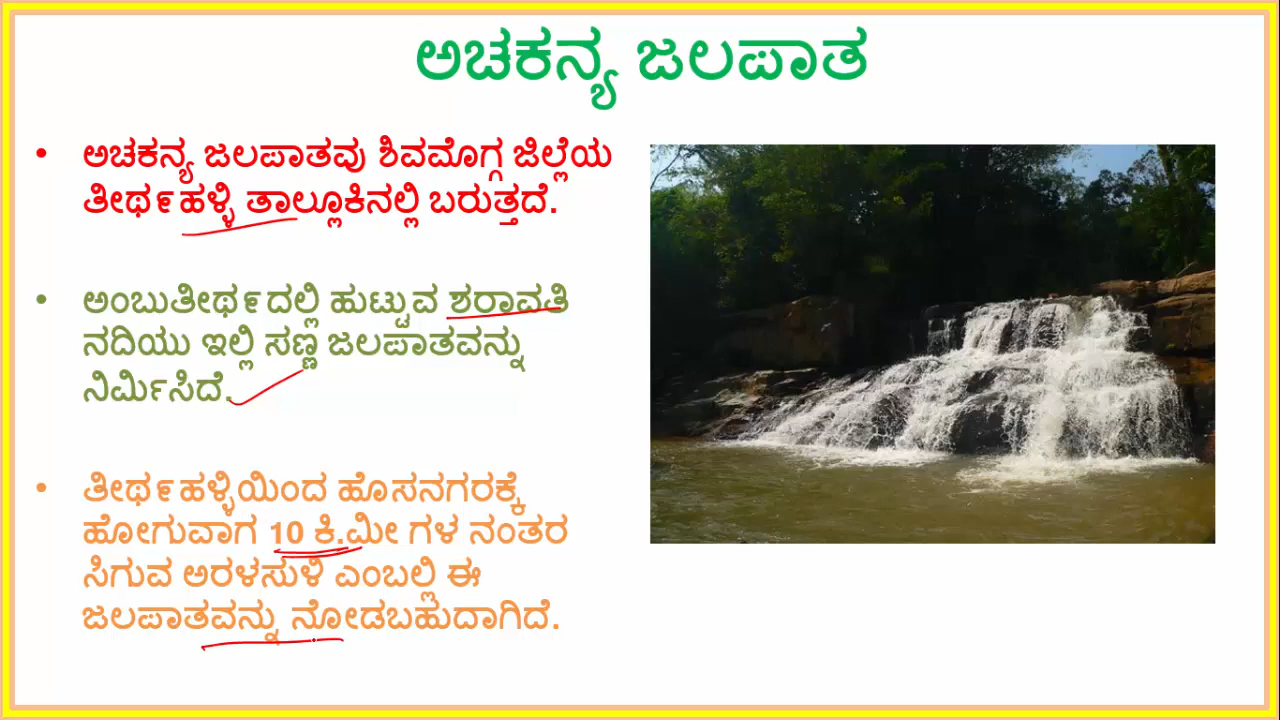 ಅಚಕನ್ಯ ಜಲಪಾತ
• ಅಚಕನ್ಯ ಜಲಪಾತವು ಶಿವಮೊಗ್ಗ ಜಿಲ್ಲೆಯ
ತೀರ್ಥಹಳ್ಳಿ ತಾಲ್ಲೂಕಿನಲ್ಲಿ ಬರುತ್ತದೆ.
• ಅಂಬುತೀರ್ಥದಲ್ಲಿ ಹುಟ್ಟುವ ಶರಾವತಿ
ನದಿಯು ಇಲ್ಲಿ ಸಣ್ಣ ಜಲಪಾತವನ್ನು
ನಿರ್ಮಿಸಿದೆ.
• ತೀರ್ಥಹಳ್ಳಿಯಿಂದ ಹೊಸನಗರಕ್ಕೆ
ಹೋಗುವಾಗ 10 ಕಿ.ಮೀ ಗಳ ನಂತರ
ಸಿಗುವ ಅರಳಸುಳಿ ಎಂಬಲ್ಲಿ ಈ
ಜಲಪಾತವನ್ನು ನೋಡಬಹುದಾಗಿದೆ.